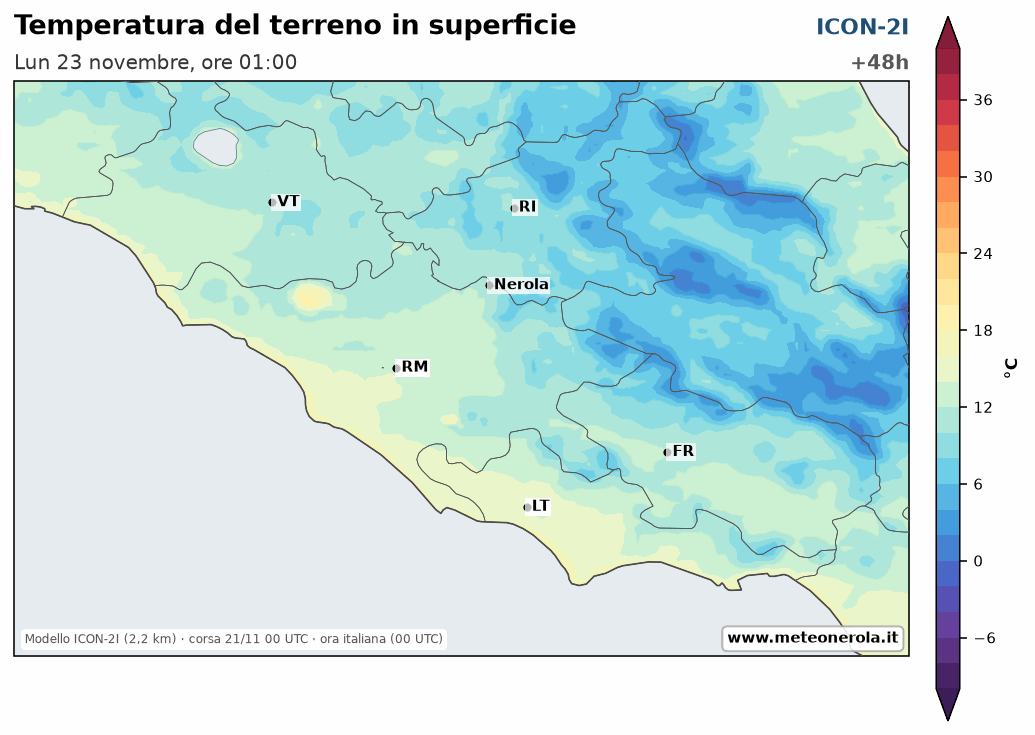 Temperatura del terreno in superficie
ICON-2I
Lun 23 novembre, ore 01:00
+48h
36
30
24
18
12
6
0
−6
°C
VT
RI
Nerola
RM
FR
LT
Modello ICON-2I (2,2 km) · corsa 21/11 00 UTC · ora italiana (00 UTC)
www.meteonerola.it